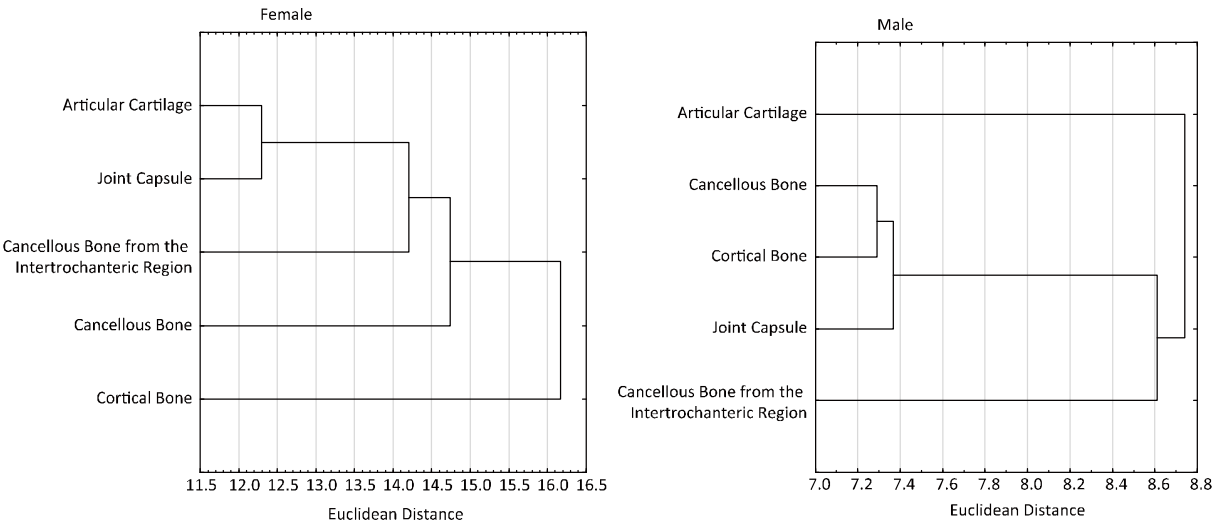 Female
Articular Cartilage
Joint Capsule
Cancellous Bone from the
Intertrochanteric Region
Cancellous Bone
Cortical Bone
11.5 12.0 12.5 13.0 13.5 14.0 14.5 15.0 15.5 16.0 16.5
Euclidean Distance
Male
Articular Cartilage
Cancellous Bone
Cortical Bone
Joint Capsule
Cancellous Bone from the
Intertrochanteric Region
7.0 7.2 7.4 7.6 7.8 8.0 8.2 8.4 8.6 8.8
Euclidean Distance